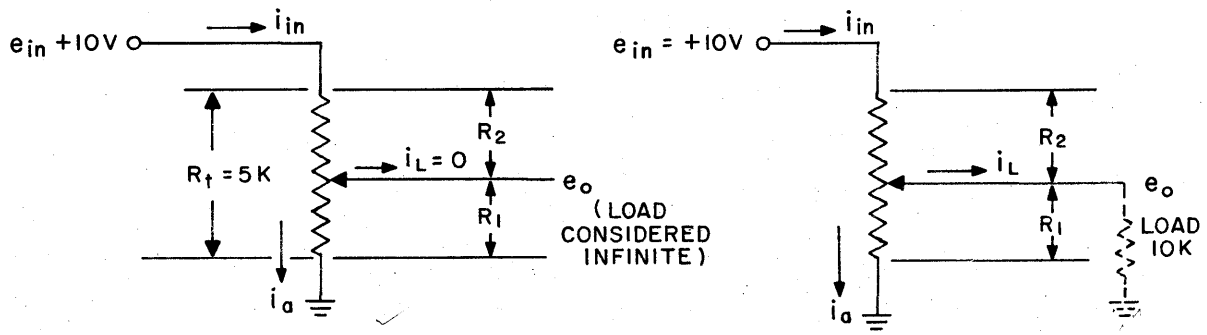 e_in +10V
i_in
R_t = 5K
R_2
i_L = 0
e_o
R_1
(LOAD
CONSIDERED
INFINITE)
i_a
e_in = +10V
i_in
R_2
i_L
e_o
R_1
LOAD
10K
i_a